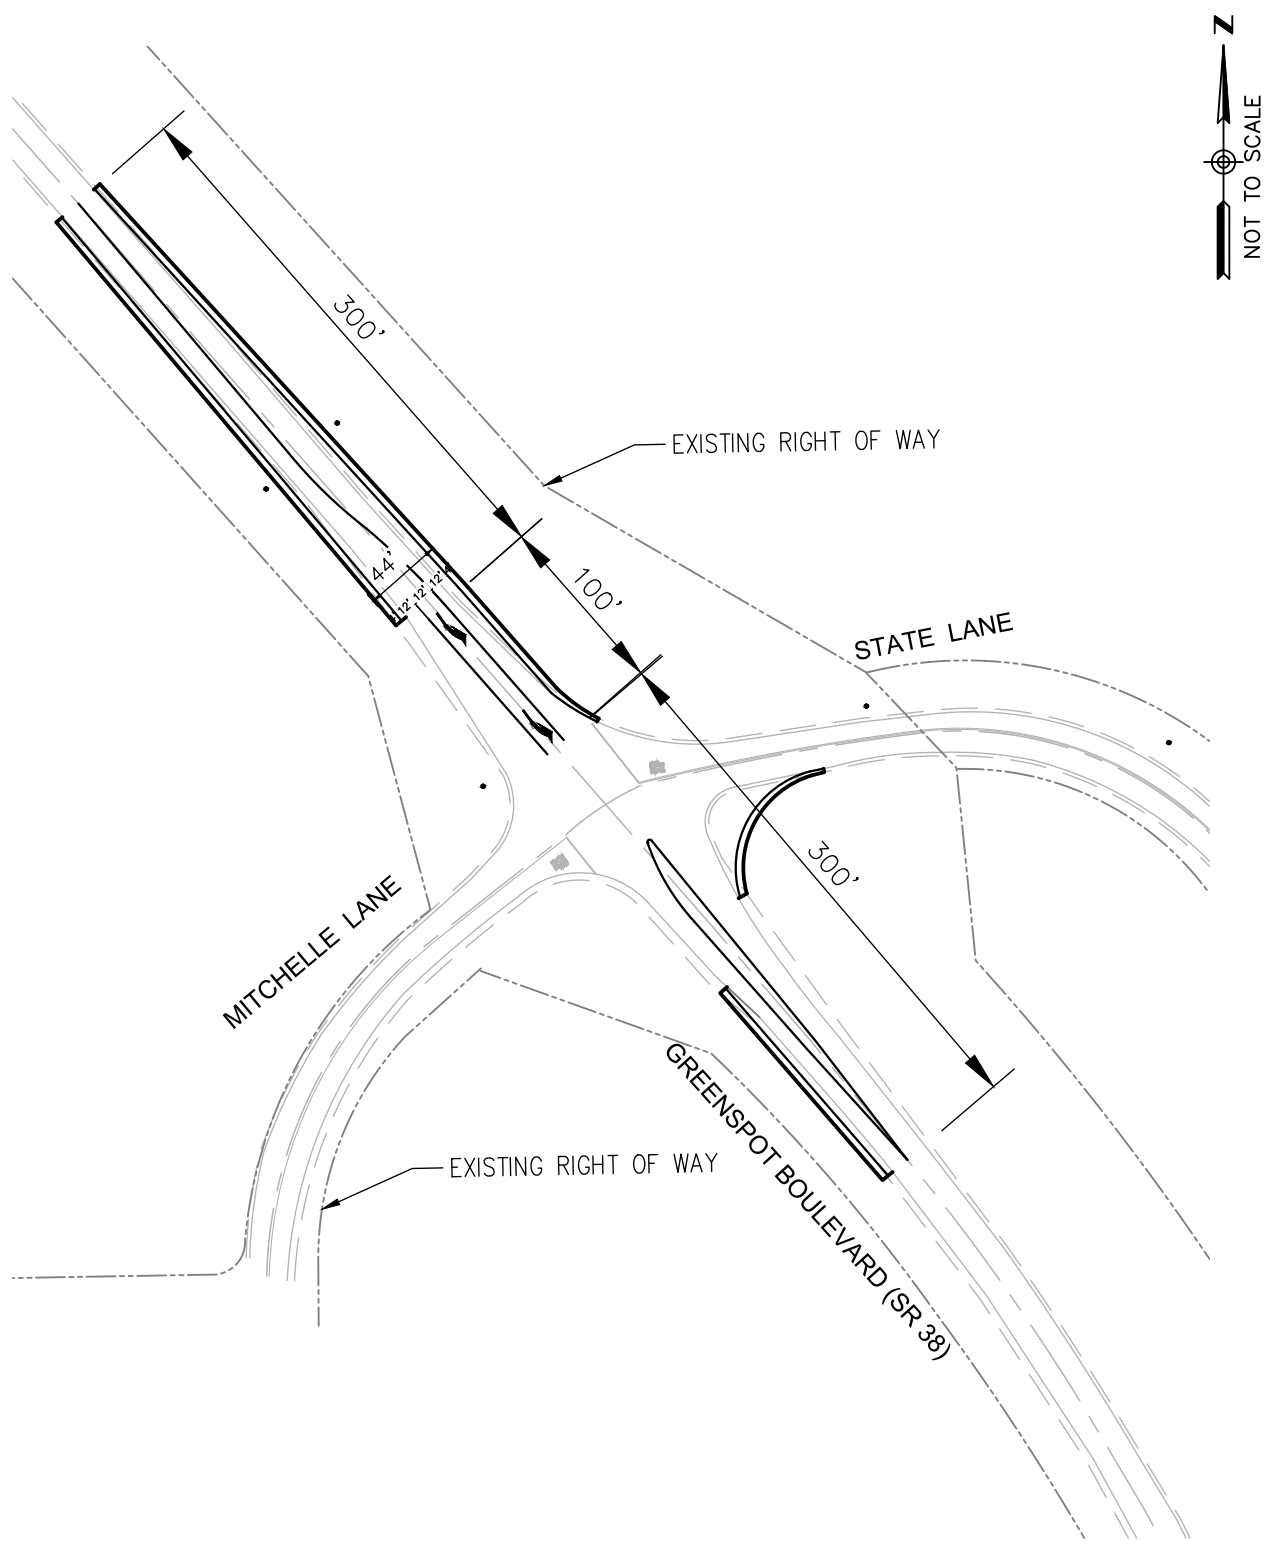 N
NOT TO SCALE
300'
EXISTING RIGHT OF WAY
44'
12' 12' 12' 4'
100'
STATE LANE
300'
MITCHELLE LANE
GREENSPOT BOULEVARD (SR 38)
EXISTING RIGHT OF WAY